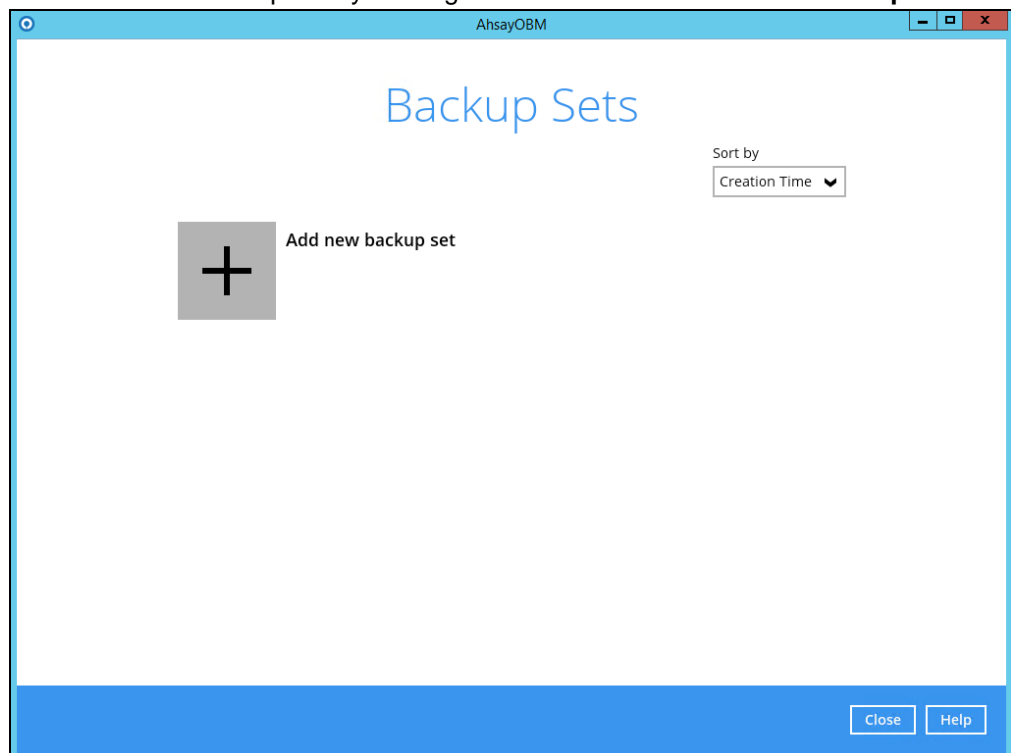 AhsayOBM
Backup Sets
Sort by
Creation Time
Add new backup set
Close Help